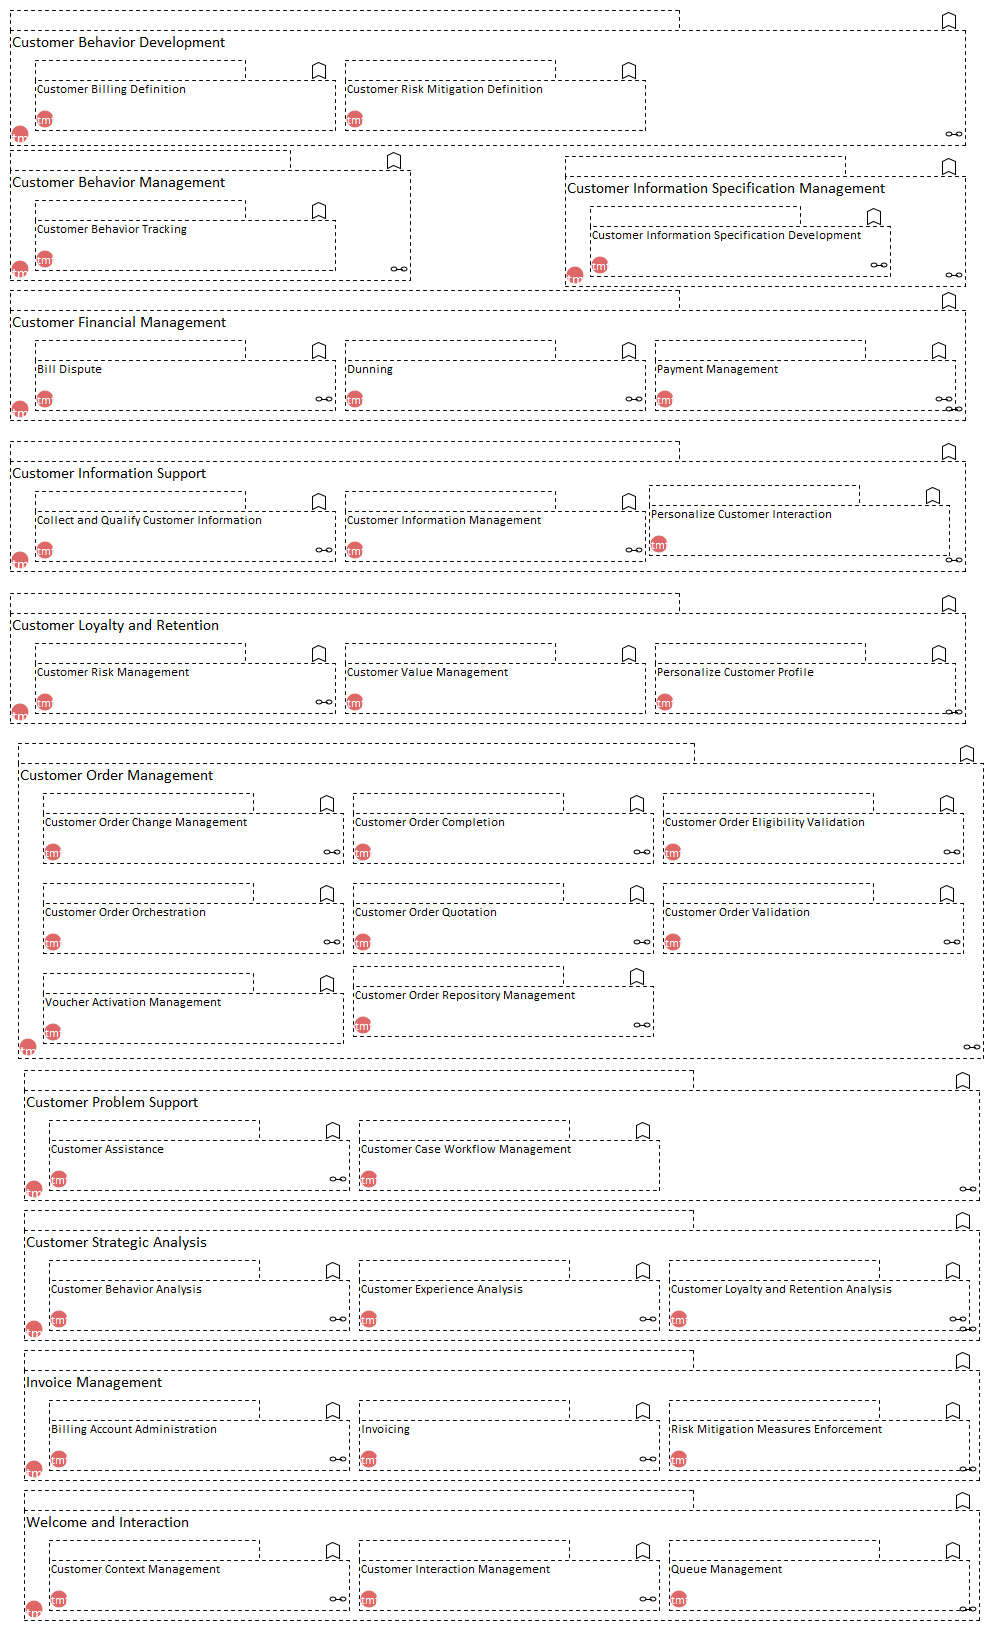 Customer Behavior Development
Customer Billing Definition
Customer Risk Mitigation Definition
tm
tm
tm
Customer Behavior Management
Customer Behavior Tracking
tm
tm
Customer Information Specification Management
Customer Information Specification Development
tm
tm
Customer Financial Management
Bill Dispute
Dunning
Payment Management
tm
tm
tm
tm
Customer Information Support
Collect and Qualify Customer Information
Customer Information Management
Personalize Customer Interaction
tm
tm
tm
tm
Customer Loyalty and Retention
Customer Risk Management
Customer Value Management
Personalize Customer Profile
tm
tm
tm
tm
Customer Order Management
Customer Order Change Management
Customer Order Completion
Customer Order Eligibility Validation
tm
tm
tm
Customer Order Orchestration
Customer Order Quotation
Customer Order Validation
tm
tm
tm
Voucher Activation Management
Customer Order Repository Management
tm
tm
tm
Customer Problem Support
Customer Assistance
Customer Case Workflow Management
tm
tm
tm
Customer Strategic Analysis
Customer Behavior Analysis
Customer Experience Analysis
Customer Loyalty and Retention Analysis
tm
tm
tm
tm
Invoice Management
Billing Account Administration
Invoicing
Risk Mitigation Measures Enforcement
tm
tm
tm
tm
Welcome and Interaction
Customer Context Management
Customer Interaction Management
Queue Management
tm
tm
tm
tm